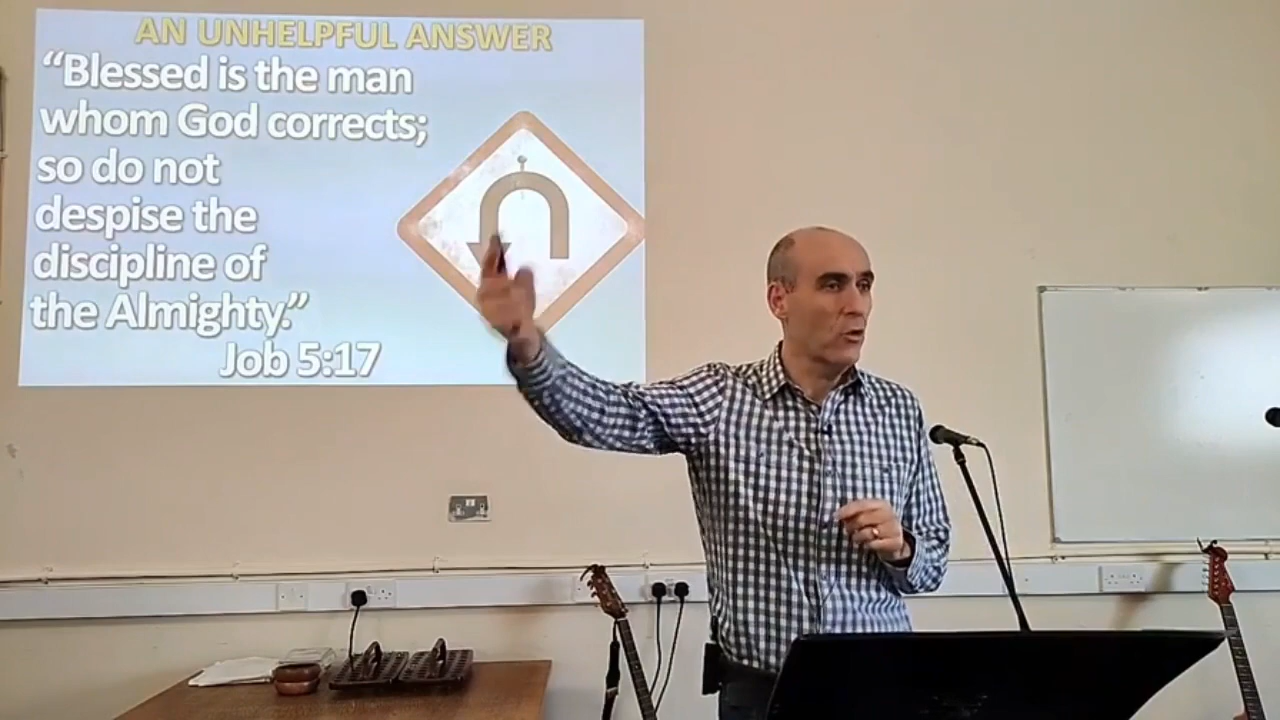 AN UNHELPFUL ANSWER
“Blessed is the man
whom God corrects;
so do not
despise the
discipline of
the Almighty.”
Job 5:17